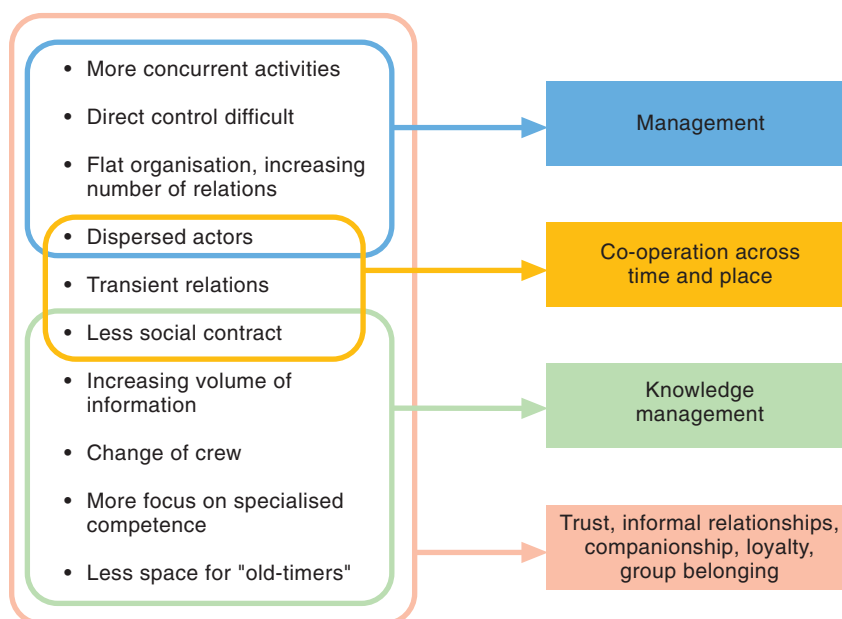 • More concurrent activities
• Direct control difficult
• Flat organisation, increasing
number of relations
• Dispersed actors
• Transient relations
• Less social contract
• Increasing volume of
information
• Change of crew
• More focus on specialised
competence
• Less space for "old-timers"
Management
Co-operation across
time and place
Knowledge
management
Trust, informal relationships,
companionship, loyalty,
group belonging